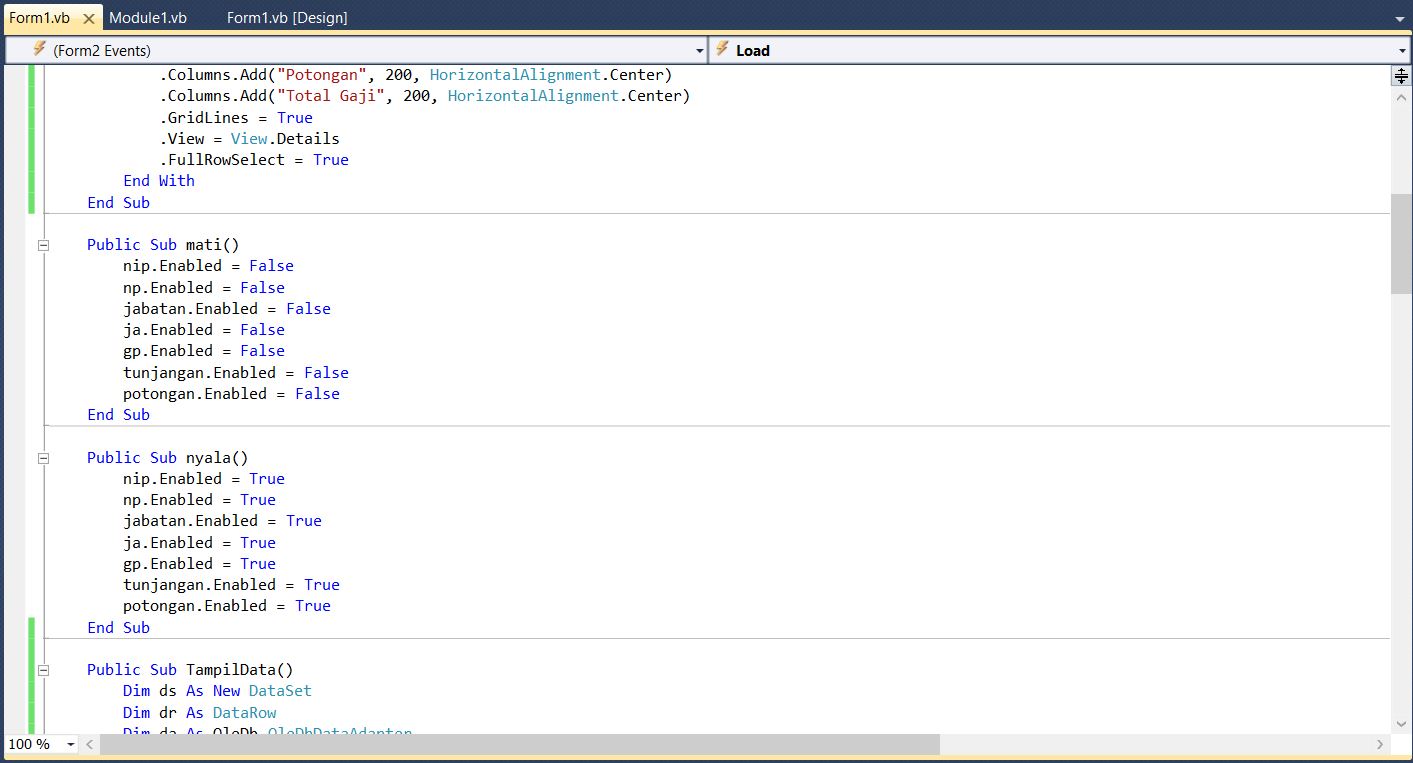 Form1.vb Module1.vb Form1.vb [Design]
(Form2 Events) Load
.Columns.Add("Potongan", 200, HorizontalAlignment.Center)
.Columns.Add("Total Gaji", 200, HorizontalAlignment.Center)
.GridLines = True
.View = View.Details
.FullRowSelect = True
End With
End Sub
Public Sub mati()
nip.Enabled = False
np.Enabled = False
jabatan.Enabled = False
ja.Enabled = False
gp.Enabled = False
tunjangan.Enabled = False
potongan.Enabled = False
End Sub
Public Sub nyala()
nip.Enabled = True
np.Enabled = True
jabatan.Enabled = True
ja.Enabled = True
gp.Enabled = True
tunjangan.Enabled = True
potongan.Enabled = True
End Sub
Public Sub TampilData()
Dim ds As New DataSet
Dim dr As DataRow
Dim da As OleDb.OleDbDataAdapter
100 %